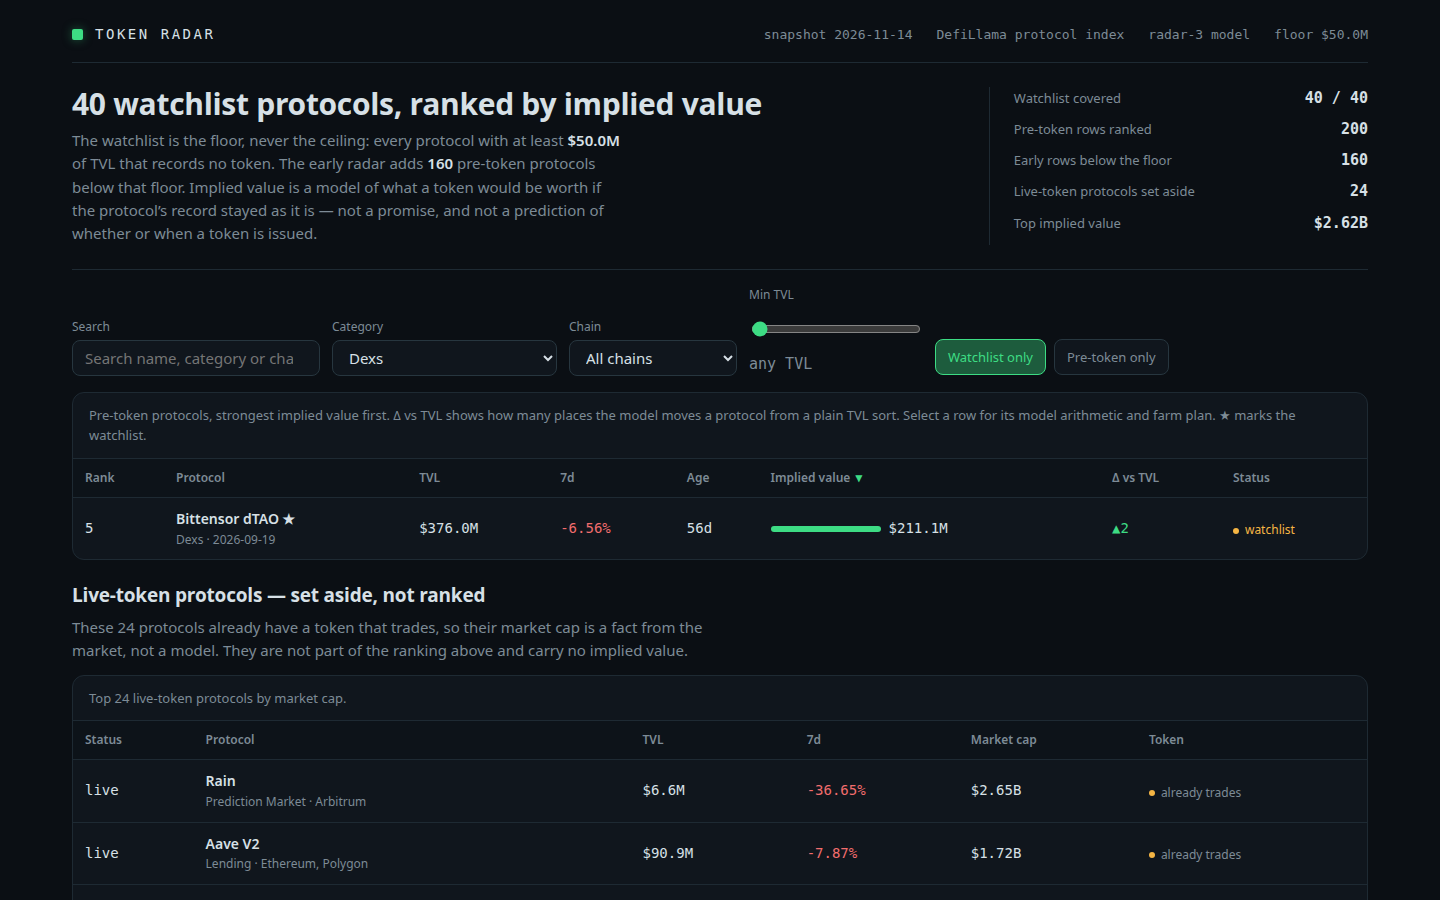 TOKEN RADAR
snapshot 2026-11-14 DefiLlama protocol index radar-3 model floor $50.0M
40 watchlist protocols, ranked by implied value
The watchlist is the floor, never the ceiling: every protocol with at least $50.0M
of TVL that records no token. The early radar adds 160 pre-token protocols
below that floor. Implied value is a model of what a token would be worth if
the protocol's record stayed as it is — not a promise, and not a prediction of
whether or when a token is issued.
Watchlist covered 40 / 40
Pre-token rows ranked 200
Early rows below the floor 160
Live-token protocols set aside 24
Top implied value $2.62B
Search
Search name, category or cha
Category
Dexs
Chain
All chains
Min TVL
any TVL
Watchlist only
Pre-token only
Pre-token protocols, strongest implied value first. Δ vs TVL shows how many places the model moves a protocol from a plain TVL sort. Select a row for its model arithmetic and farm plan. ★ marks the
watchlist.
Rank Protocol TVL 7d Age Implied value ▼ Δ vs TVL Status
5 Bittensor dTAO ★ $376.0M -6.56% 56d $211.1M ▲2 watchlist
Dexs · 2026-09-19
Live-token protocols — set aside, not ranked
These 24 protocols already have a token that trades, so their market cap is a fact from the
market, not a model. They are not part of the ranking above and carry no implied value.
Top 24 live-token protocols by market cap.
Status Protocol TVL 7d Market cap Token
live Rain $6.6M -36.65% $2.65B already trades
Prediction Market · Arbitrum
live Aave V2 $90.9M -7.87% $1.72B already trades
Lending · Ethereum, Polygon